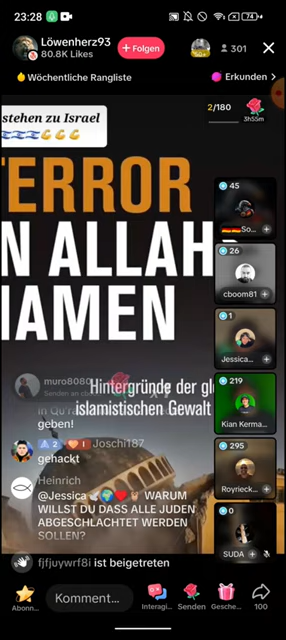 23:28
74
Löwenherz93
80.8K Likes
+ Folgen
301
Wöchentliche Rangliste
Erkunden >
stehen zu Israel
2/180
3h55m
TERROR
N ALLAH
NAMEN
45
So...
26
cboom81
1
Jessica...
219
Kian Kerma...
295
Royrieck...
0
SUDA
muro8080
Hintergründe der gl
islamistischen Gewalt
geben!
2 1 Joschi187
gehackt
Heinrich
@Jessica WARUM
WILLST DU DASS ALLE JUDEN
ABGESCHLACHTET WERDEN
SOLLEN?
fjfjuywrf8i ist beigetreten
Abonn...
Komment...
Interagi...
Senden
Gesche...
100